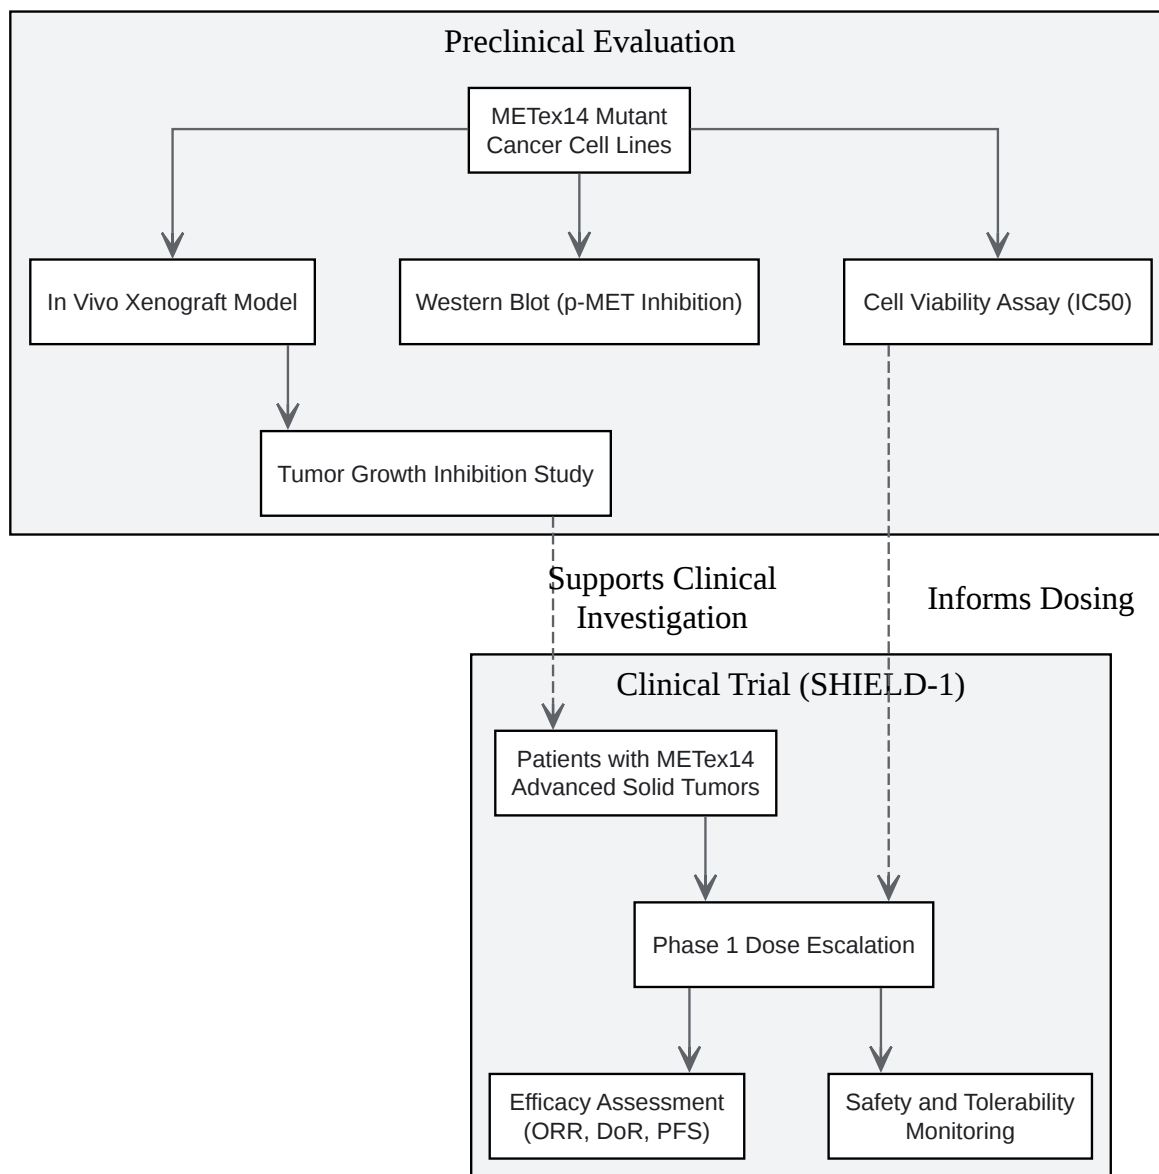 Preclinical Evaluation
METex14 Mutant
Cancer Cell Lines
In Vivo Xenograft Model
Western Blot (p-MET Inhibition)
Cell Viability Assay (IC50)
Tumor Growth Inhibition Study
Supports Clinical
Investigation
Informs Dosing
Clinical Trial (SHIELD-1)
Patients with METex14
Advanced Solid Tumors
Phase 1 Dose Escalation
Efficacy Assessment
(ORR, DoR, PFS)
Safety and Tolerability
Monitoring